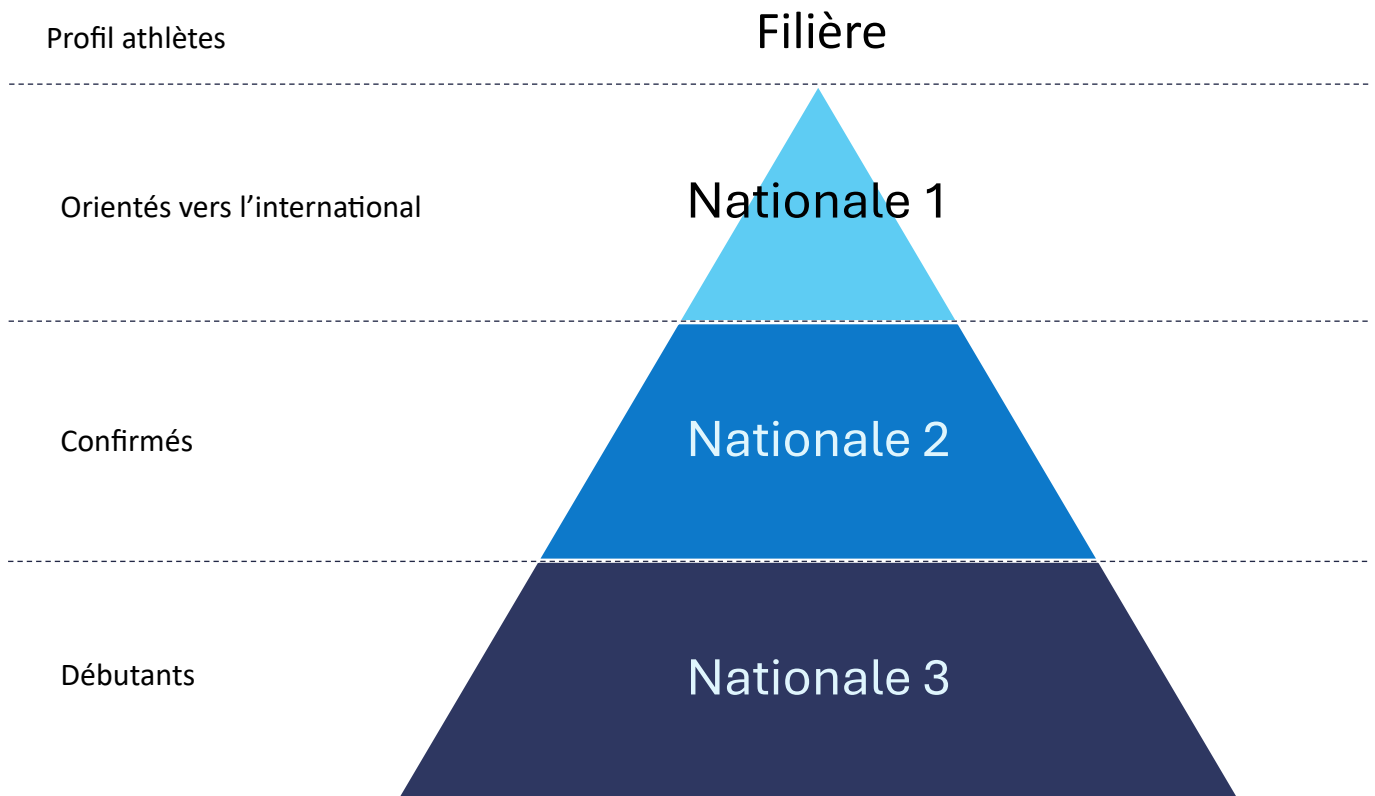 Profil athlètes
Filière
Orientés vers l’international
Nationale 1
Confirmés
Nationale 2
Débutants
Nationale 3